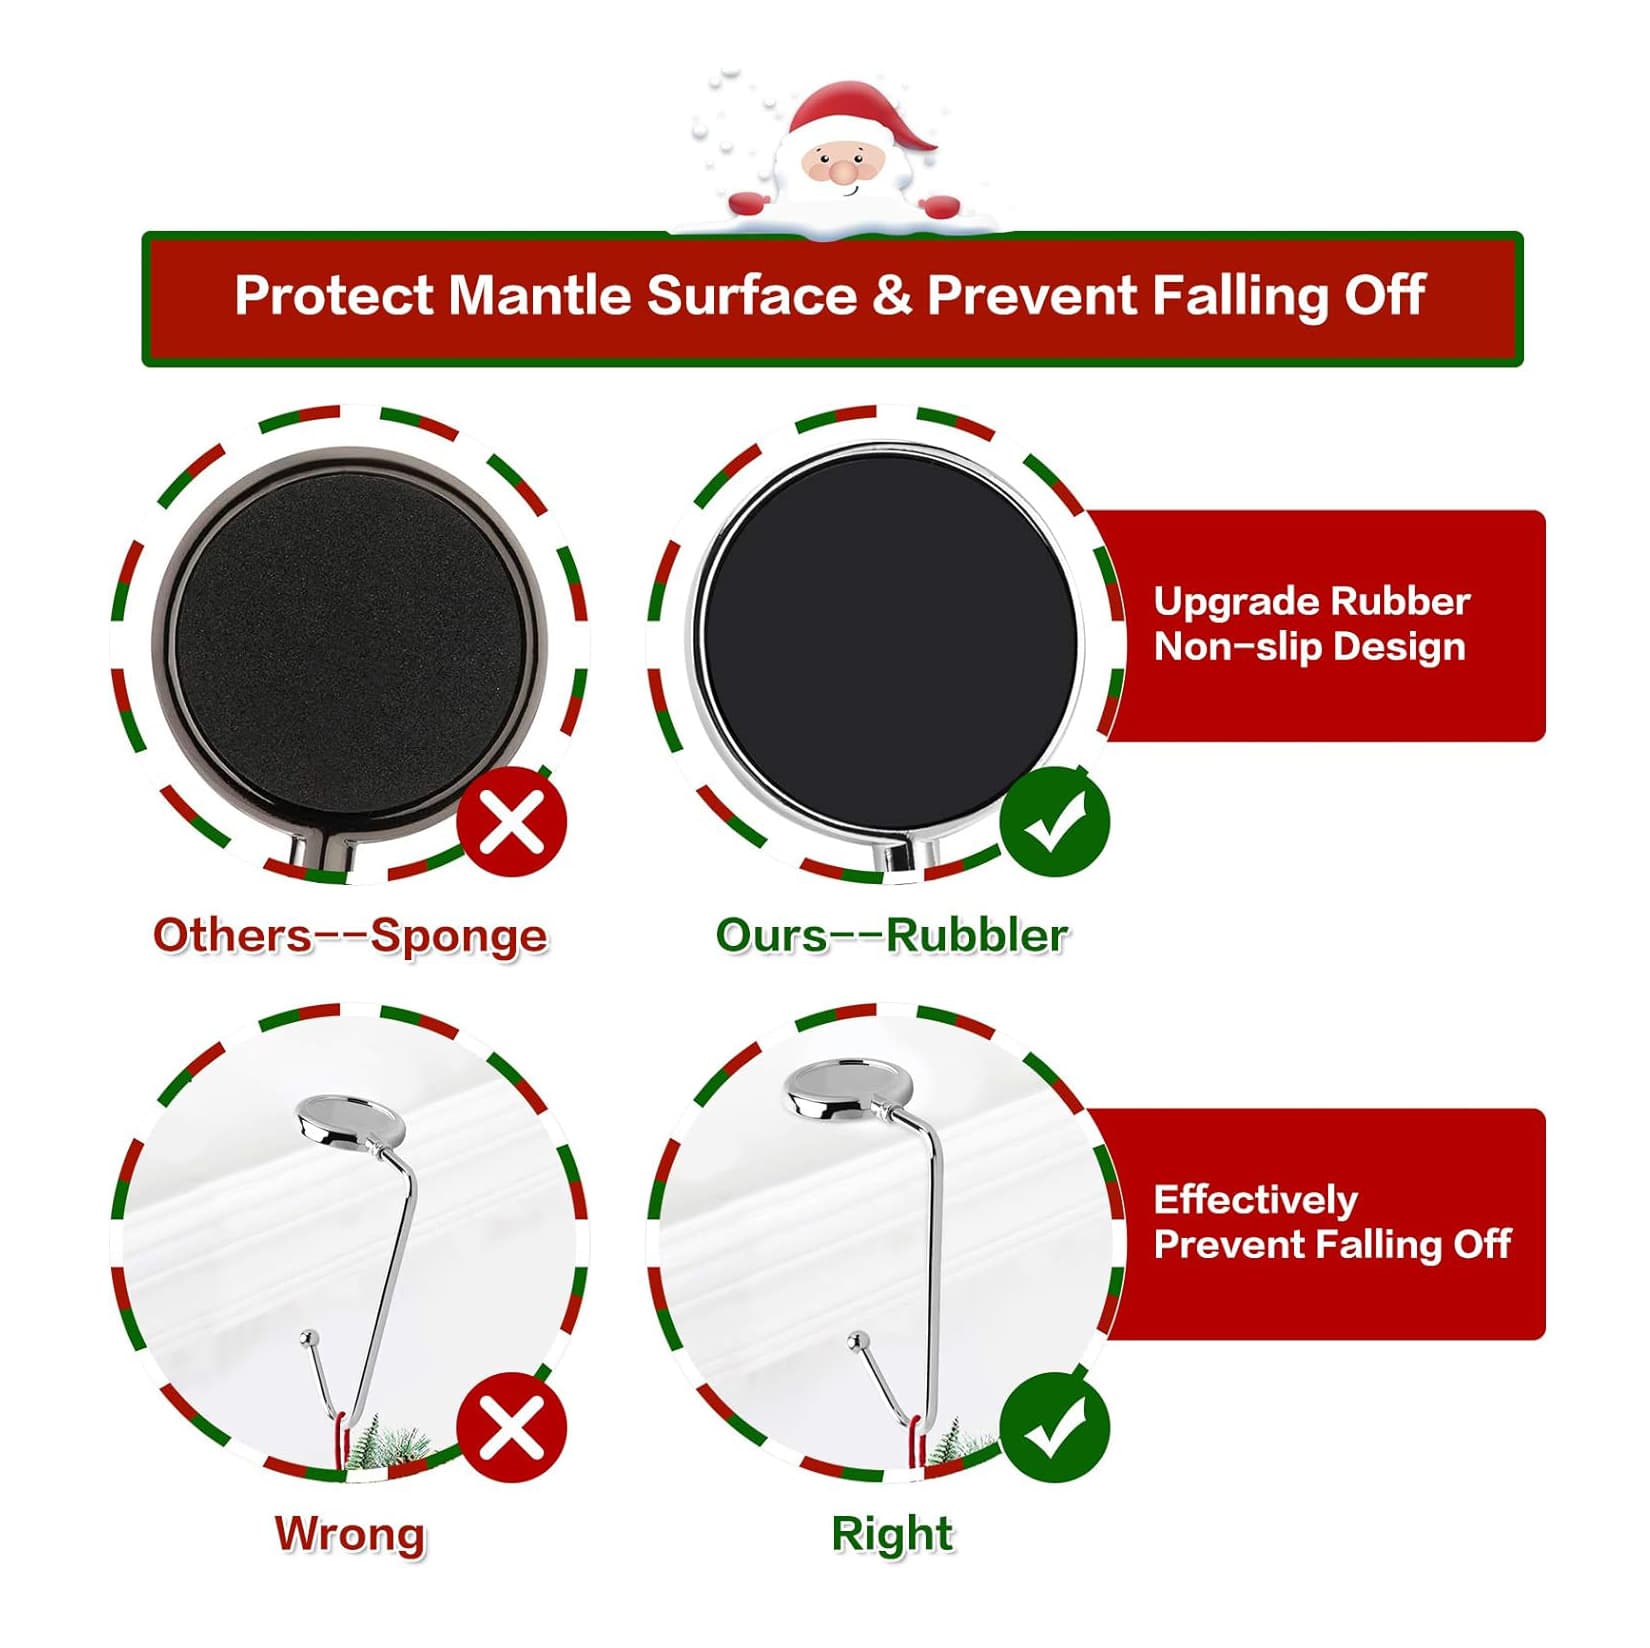 Protect Mantle Surface & Prevent Falling Off
Upgrade Rubber
Non-slip Design
Others--Sponge
Ours--Rubbler
Effectively
Prevent Falling Off
Wrong
Right